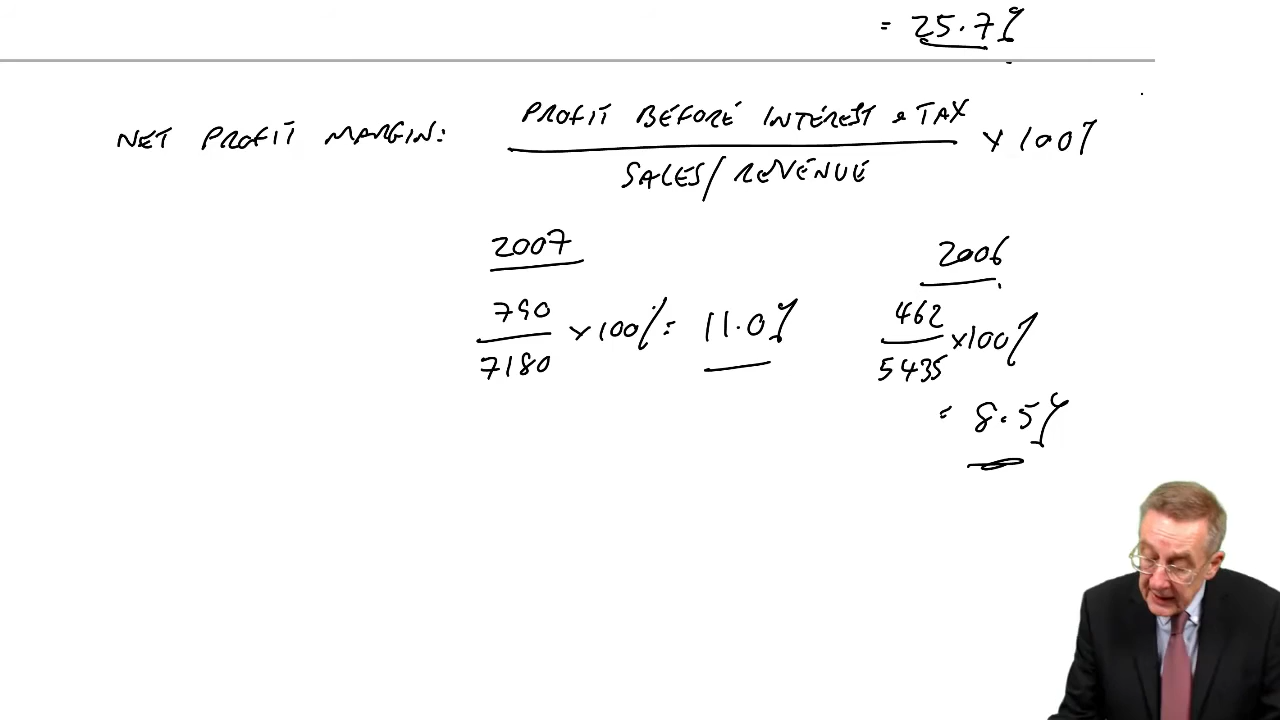 = 25.7%
NET PROFIT MARGIN: PROFIT BEFORE INTEREST & TAX / SALES/REVENUE × 100%
2007 2006
790 / 7180 × 100% = 11.0% 462 / 5435 × 100%
= 8.5%